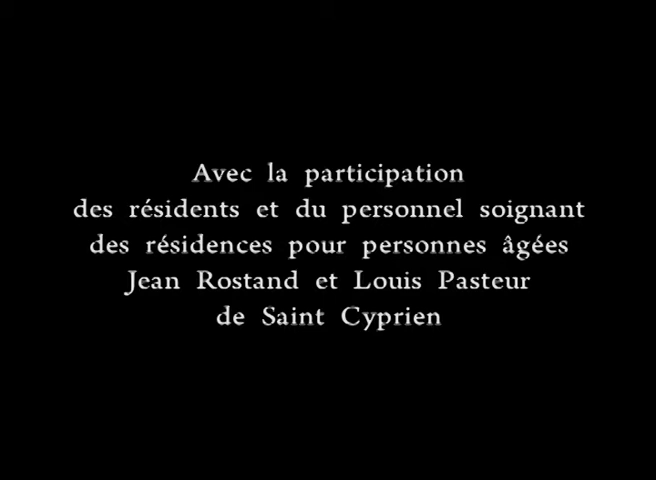 Avec la participation
des résidents et du personnel soignant
des résidences pour personnes âgées
Jean Rostand et Louis Pasteur
de Saint Cyprien